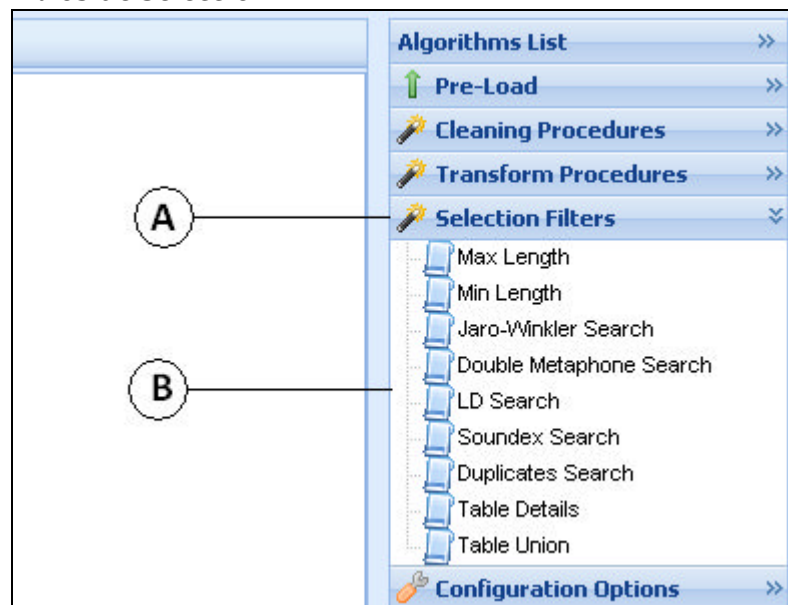 Algorithms List
Pre-Load
Cleaning Procedures
Transform Procedures
A
Selection Filters
Max Length
Min Length
Jaro-Winkler Search
Double Metaphone Search
B
LD Search
Soundex Search
Duplicates Search
Table Details
Table Union
Configuration Options